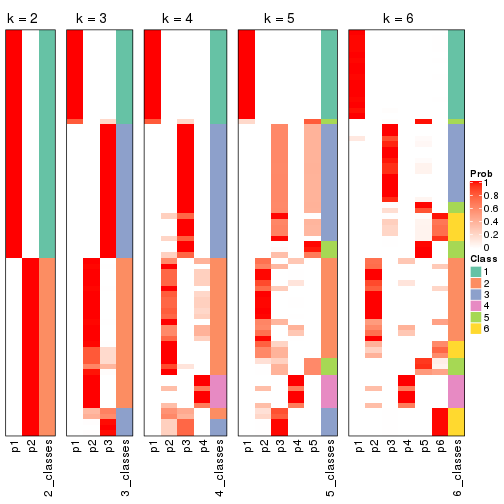 k = 2
k = 3
k = 4
k = 5
k = 6
p1
p2
2_classes
p1
p2
p3
3_classes
p1
p2
p3
p4
4_classes
p1
p2
p3
p4
p5
5_classes
p1
p2
p3
p4
p5
p6
6_classes
Prob
1
0.8
0.6
0.4
0.2
0
Class
1
2
3
4
5
6